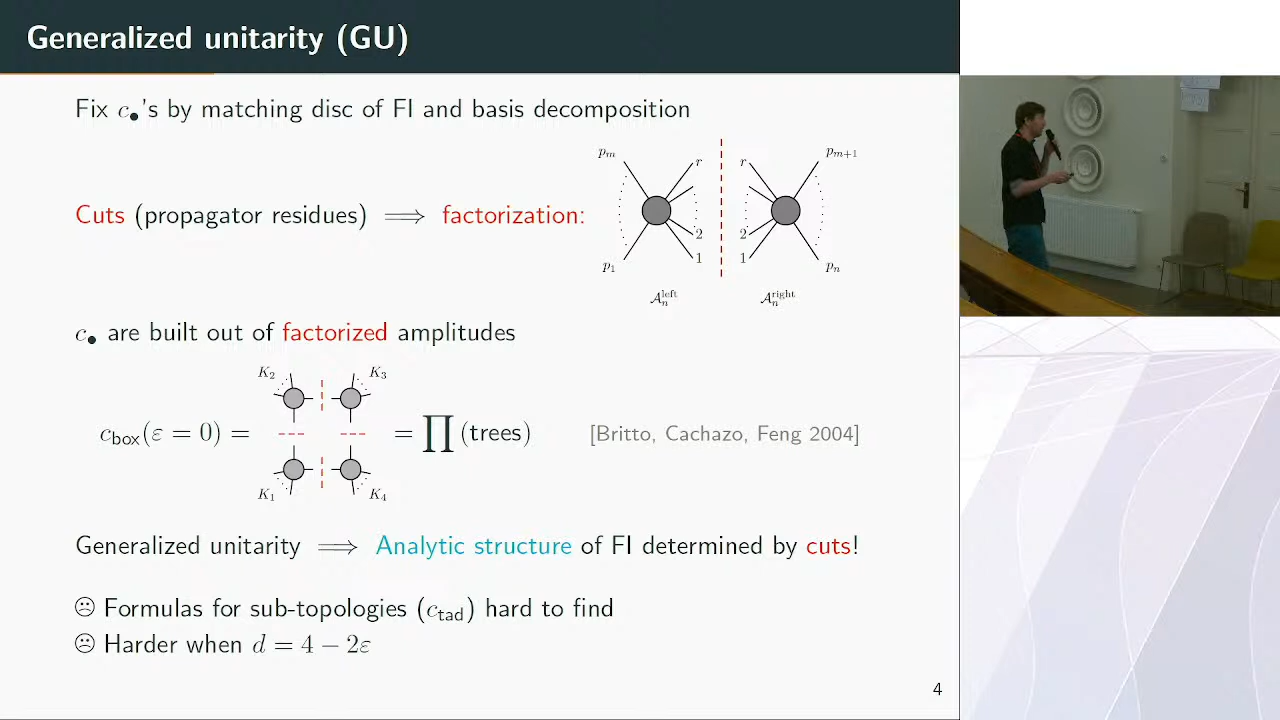 Generalized unitarity (GU)
Fix c●'s by matching disc of FI and basis decomposition
Cuts (propagator residues) ⟹ factorization:
p_m r r p_{m+1}
2 2
p_1 1 1 p_n
𝒜_n^left 𝒜_n^right
c● are built out of factorized amplitudes
K_2 K_3
c_box(ε = 0) = = ∏ (trees) [Britto, Cachazo, Feng 2004]
K_1 K_4
Generalized unitarity ⟹ Analytic structure of FI determined by cuts!
☹ Formulas for sub-topologies (c_tad) hard to find
☹ Harder when d = 4 − 2ε
4